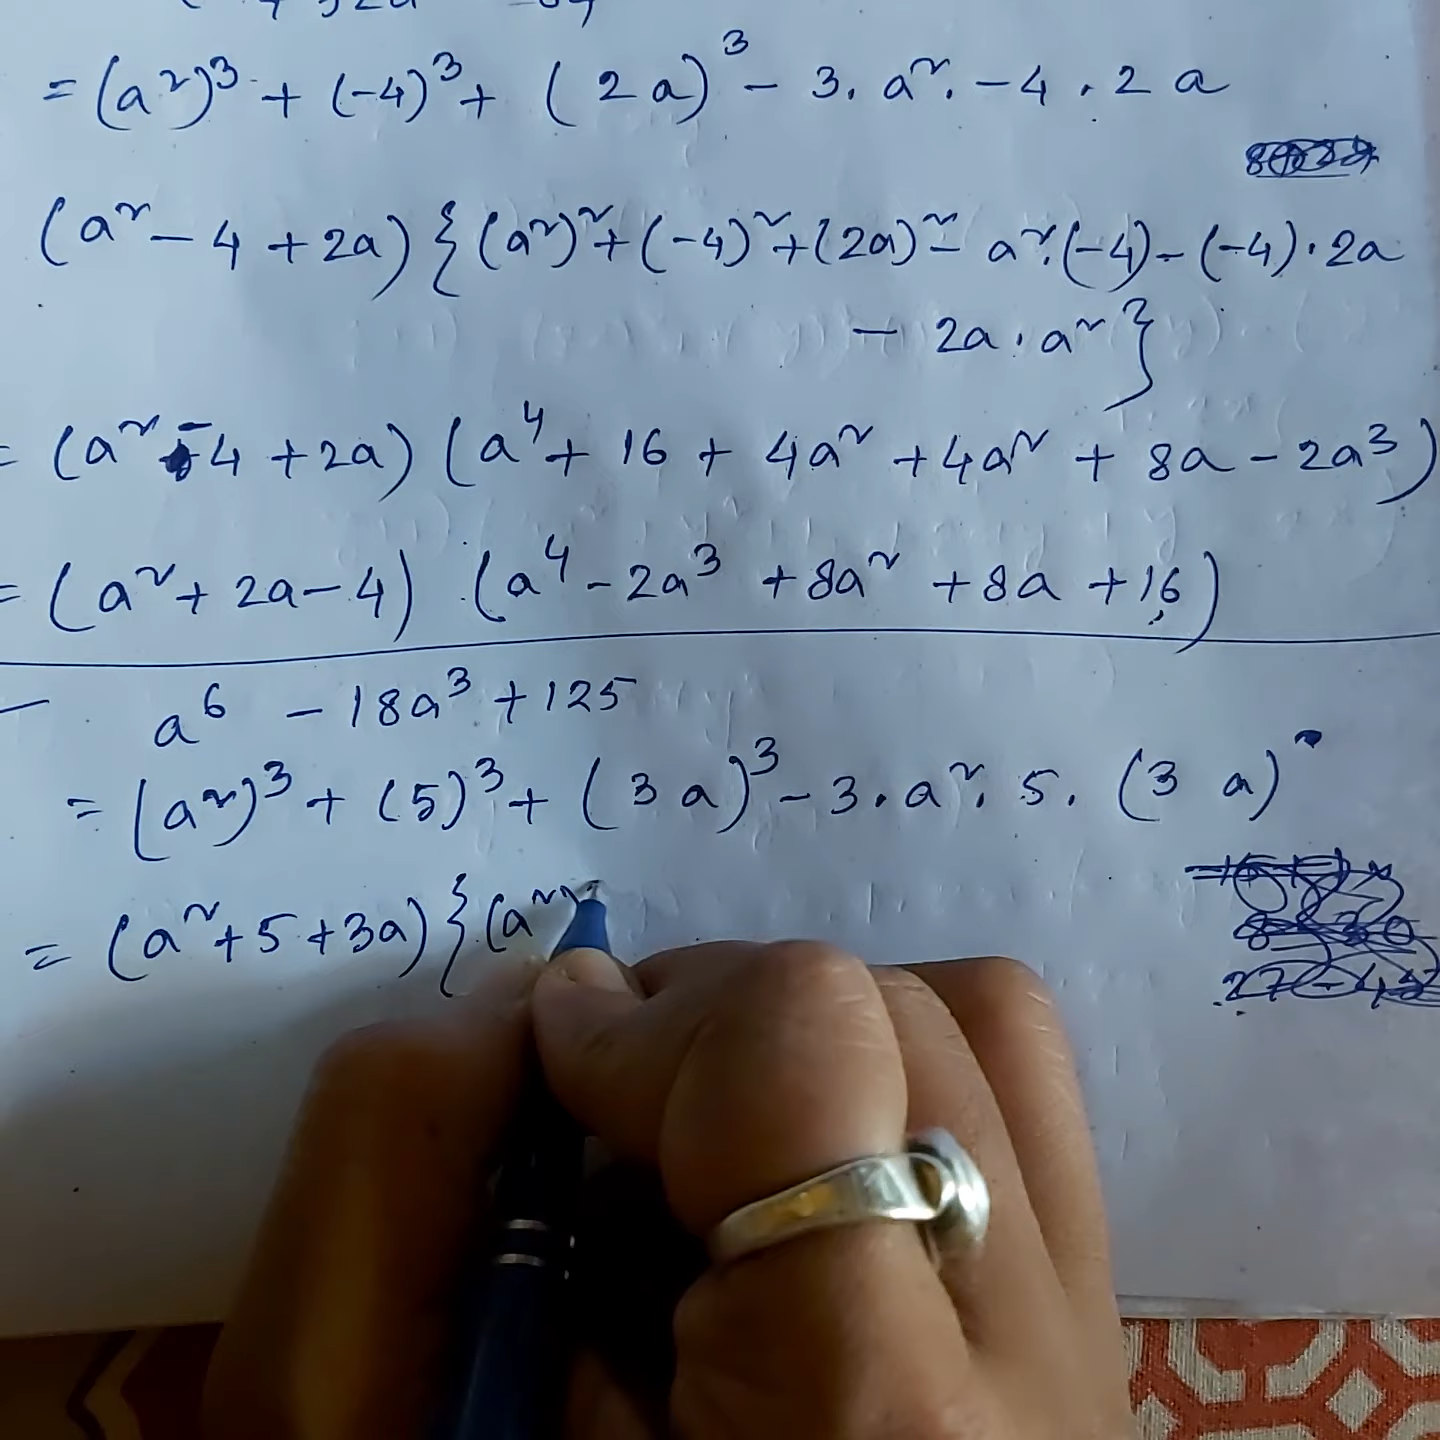 = (a²)³ + (-4)³ + (2a)³ - 3. a². -4 . 2a
(a² - 4 + 2a) {(a²)² + (-4)² + (2a)² - a².(-4) - (-4).2a
- 2a . a²}
= (a² - 4 + 2a) (a⁴ + 16 + 4a² + 4a² + 8a - 2a³)
= (a² + 2a - 4) (a⁴ - 2a³ + 8a² + 8a + 16)
a⁶ - 18a³ + 125
= (a²)³ + (5)³ + (3a)³ - 3. a². 5. (3a)
= (a² + 5 + 3a) {(a²)